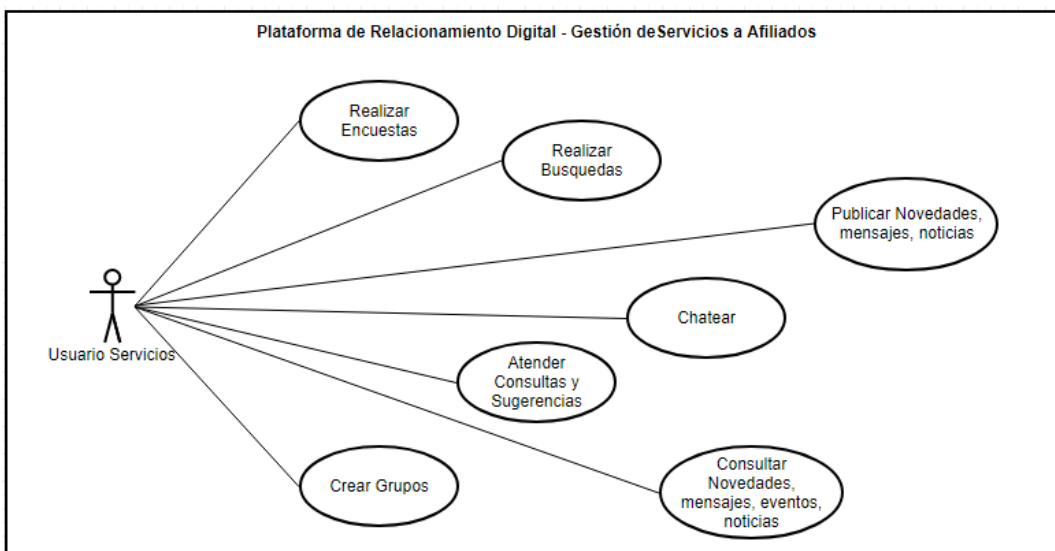 Plataforma de Relacionamiento Digital - Gestión deServicios a Afiliados
Realizar
Encuestas
Realizar
Busquedas
Publicar Novedades,
mensajes, noticias
Chatear
Usuario Servicios
Atender
Consultas y
Sugerencias
Crear Grupos
Consultar
Novedades,
mensajes, eventos,
noticias